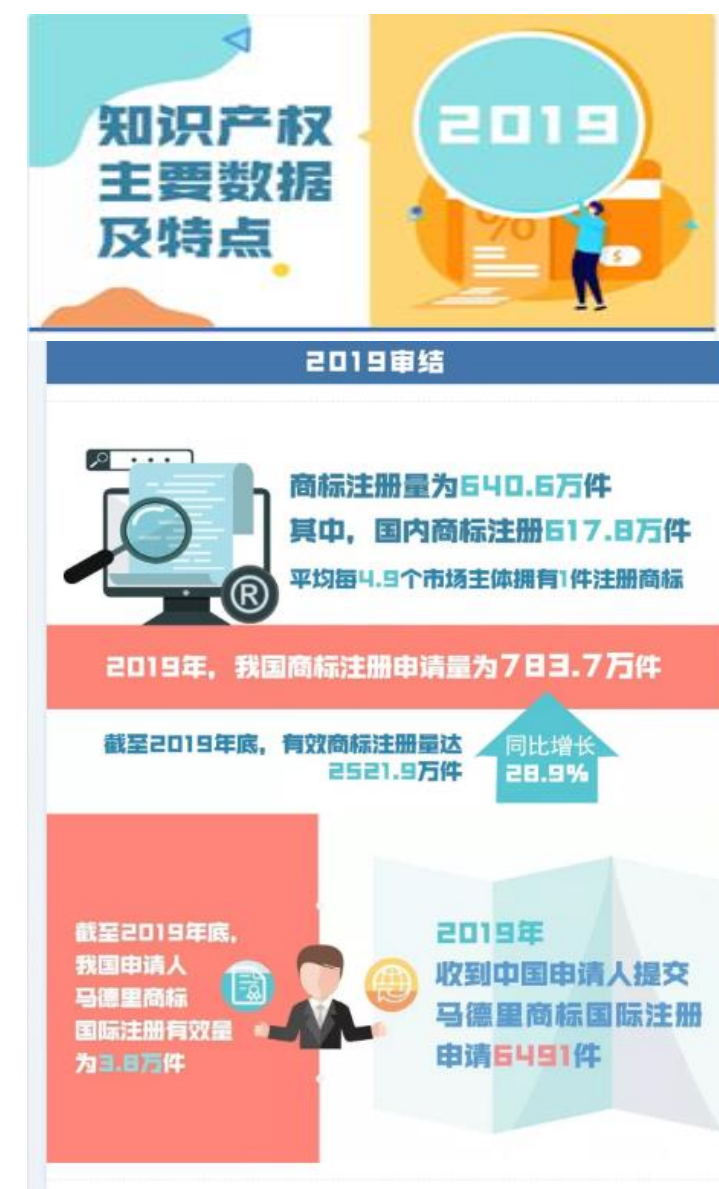 知识产权
主要数据
及特点
2019
%
$
2019审结
商标注册量为640.6万件
其中，国内商标注册617.8万件
平均每4.9个市场主体拥有1件注册商标
®
2019年，我国商标注册申请量为783.7万件
截至2019年底，有效商标注册量达
2521.9万件
同比增长
28.9%
截至2019年底，
我国申请人
马德里商标
国际注册有效量
为3.8万件
2019年
收到中国申请人提交
马德里商标国际注册
申请6491件